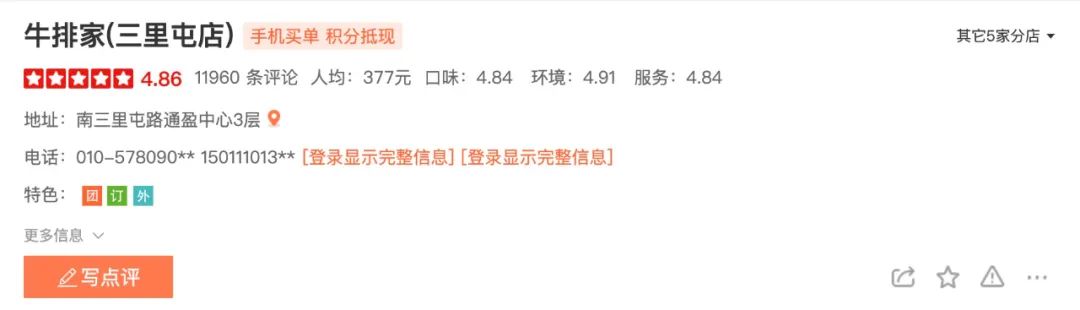 牛排家(三里屯店) 手机买单 积分抵现 其它5家分店
4.86 11960 条评论 人均：377元 口味：4.84 环境：4.91 服务：4.84
地址：南三里屯路通盈中心3层
电话：010-578090** 150111013** [登录显示完整信息] [登录显示完整信息]
特色：团 订 外
更多信息
写点评